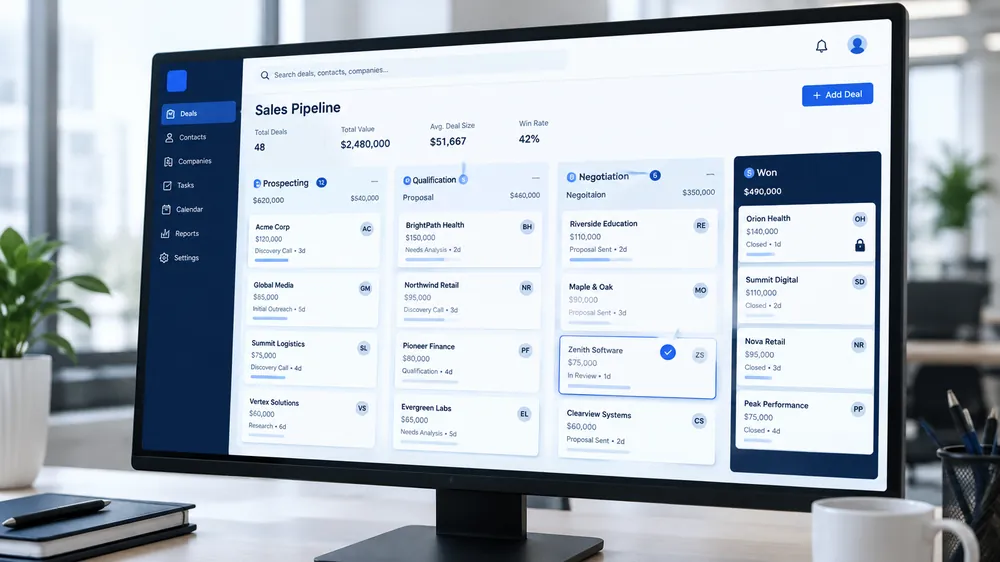 Search deals, contacts, companies...
Add Deal
Deals
Contacts
Companies
Tasks
Calendar
Reports
Settings
Sales Pipeline
Total Deals
48
Total Value
$2,480,000
Avg. Deal Size
$51,667
Win Rate
42%
Prospecting 12
$620,000 $540,000
Acme Corp AC
$120,000
Discovery Call • 3d
Global Media GM
$85,000
Initial Outreach • 5d
Summit Logistics SL
$75,000
Discovery Call • 4d
Vertex Solutions VS
$60,000
Research • 6d
Qualification
Proposal $460,000
BrightPath Health BH
$150,000
Needs Analysis • 2d
Northwind Retail NR
$95,000
Discovery Call • 3d
Pioneer Finance PF
$80,000
Qualification • 4d
Evergreen Labs EL
$65,000
Needs Analysis • 5d
Negotiation 6
Negoitaion $350,000
Riverside Education RE
$110,000
Proposal Sent • 2d
Maple & Oak MO
$90,000
Proposal Sent • 3d
Zenith Software ZS
$75,000
In Review • 1d
Clearview Systems CS
$60,000
Proposal Sent • 2d
Won
$490,000
Orion Health OH
$140,000
Closed • 1d
Summit Digital SD
$110,000
Closed • 2d
Nova Retail NR
$95,000
Closed • 3d
Peak Performance PP
$75,000
Closed • 4d